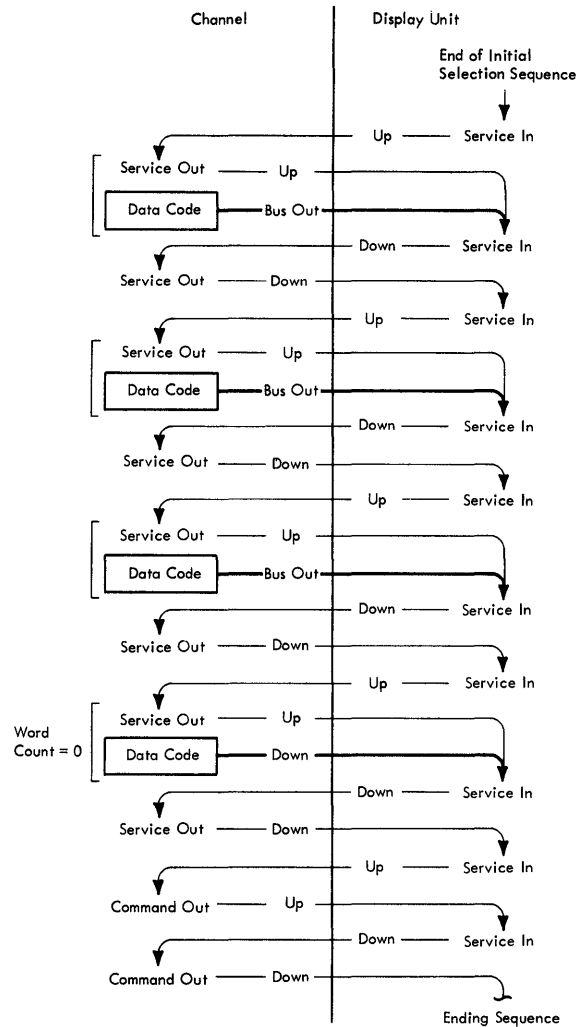 Channel Display Unit
End of Initial
Selection Sequence
Up Service In
Service Out Up
Data Code Bus Out
Down Service In
Service Out Down
Up Service In
Service Out Up
Data Code Bus Out
Down Service In
Service Out Down
Up Service In
Service Out Up
Data Code Bus Out
Down Service In
Service Out Down
Up Service In
Service Out Up
Word
Count = 0
Data Code Down
Down Service In
Service Out Down
Up Service In
Command Out Up
Down Service In
Command Out Down
Ending Sequence